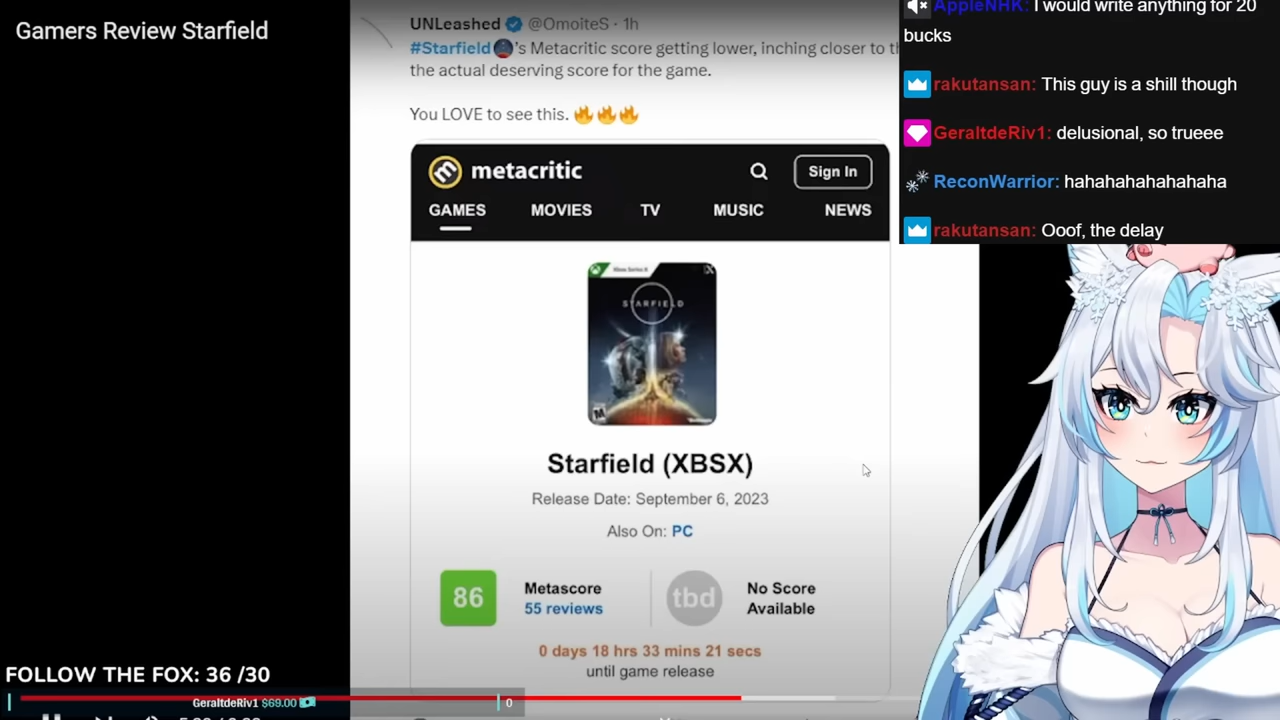 Gamers Review Starfield
UNLeashed @OmoiteS · 1h
#Starfield's Metacritic score getting lower, inching closer to
the actual deserving score for the game.
You LOVE to see this. 🔥🔥🔥
metacritic
Sign In
GAMES MOVIES TV MUSIC NEWS
STARFIELD
Starfield (XBSX)
Release Date: September 6, 2023
Also On: PC
86
Metascore
55 reviews
tbd
No Score
Available
0 days 18 hrs 33 mins 21 secs
until game release
AppleNHK: I would write anything for 20
bucks
rakutansan: This guy is a shill though
GeraltdeRiv1: delusional, so trueee
ReconWarrior: hahahahahahaha
rakutansan: Ooof, the delay
FOLLOW THE FOX: 36 /30
GeraltdeRiv1 $69.00
0